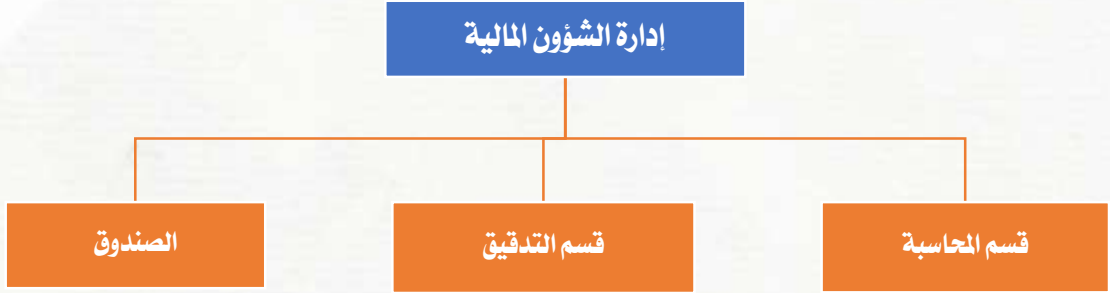 إدارة الشؤون المالية
قسم المحاسبة
قسم التدقيق
الصندوق